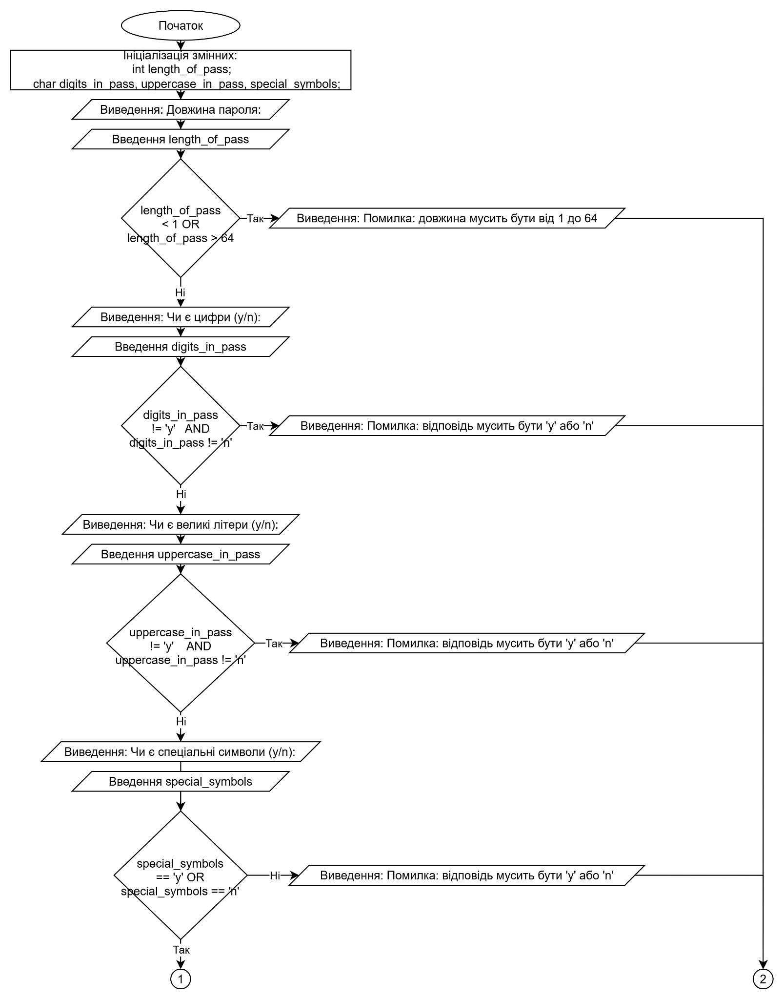 Початок
Ініціалізація змінних:
int length_of_pass;
char digits_in_pass, uppercase_in_pass, special_symbols;
Виведення: Довжина пароля:
Введення length_of_pass
length_of_pass
< 1 OR
length_of_pass > 64
Так
Виведення: Помилка: довжина мусить бути від 1 до 64
Ні
Виведення: Чи є цифри (y/n):
Введення digits_in_pass
digits_in_pass
!= 'y'   AND
digits_in_pass != 'n'
Так
Виведення: Помилка: відповідь мусить бути 'y' або 'n'
Ні
Виведення: Чи є великі літери (y/n):
Введення uppercase_in_pass
uppercase_in_pass
!= 'y'    AND
uppercase_in_pass != 'n'
Так
Виведення: Помилка: відповідь мусить бути 'y' або 'n'
Ні
Виведення: Чи є спеціальні символи (y/n):
Введення special_symbols
special_symbols
== 'y' OR
special_symbols == 'n'
Ні
Виведення: Помилка: відповідь мусить бути 'y' або 'n'
Так
1
2